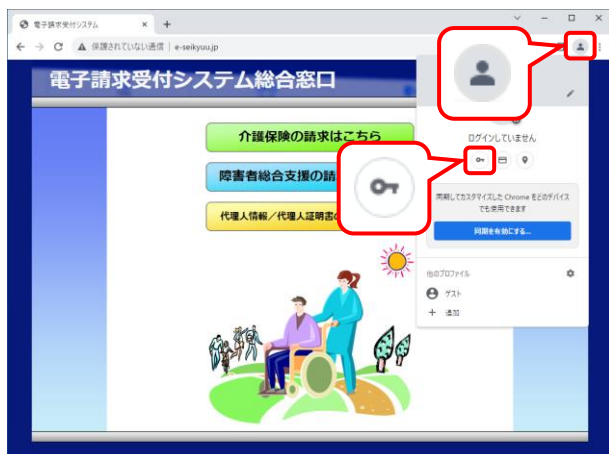 電子請求受付システム
保護されていない通信 | e-seikyuu.jp
電子請求受付システム総合窓口
介護保険の請求はこちら
障害者総合支援の請
代理人情報/代理人証明書の
ログインしていません
同期してカスタマイズした Chrome をどのデバイス
でも使用できます
同期を有効にする...
他のプロファイル
ゲスト
追加